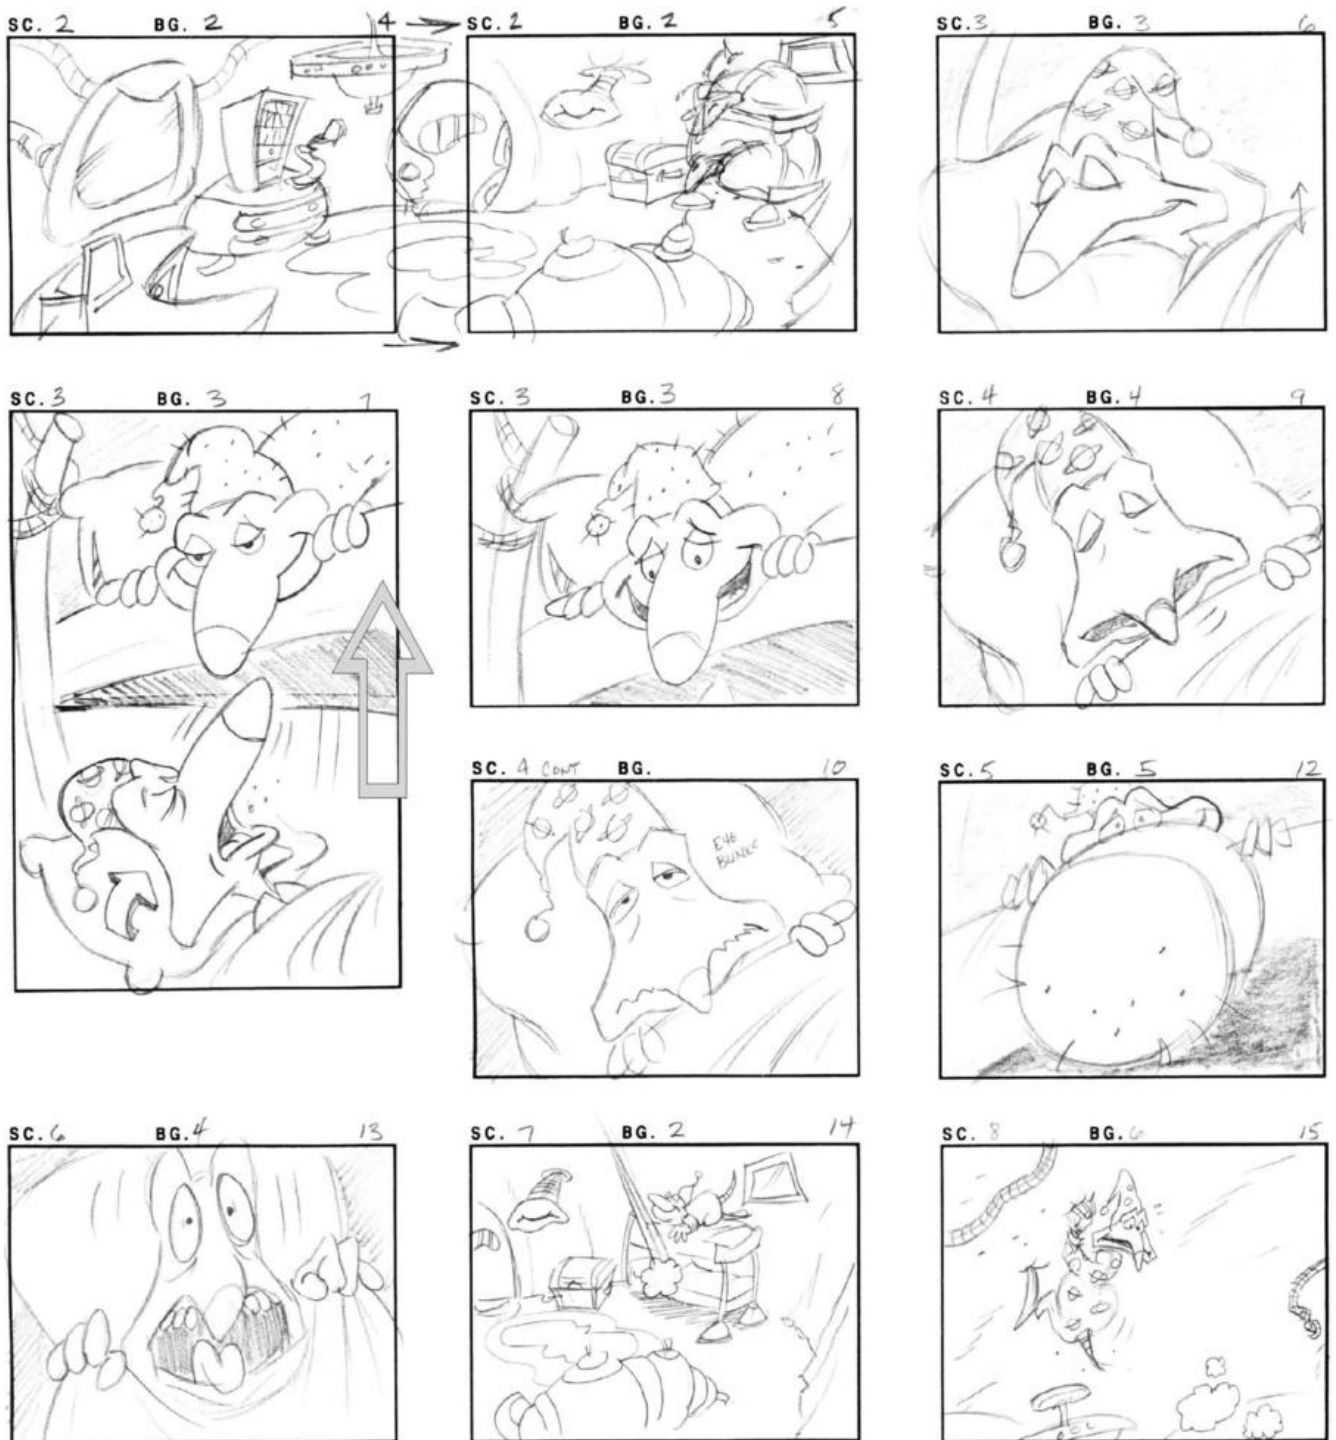 SC. 2 BG. 2 4
SC. 2 BG. 2 5
SC. 3 BG. 3 6
SC. 3 BG. 3 7
SC. 3 BG. 3 8
SC. 4 BG. 4 9
SC. 4 CONT BG. 10
EYE
BLINKS
SC. 5 BG. 5 12
SC. 6 BG. 4 13
SC. 7 BG. 2 14
SC. 8 BG. 6 15